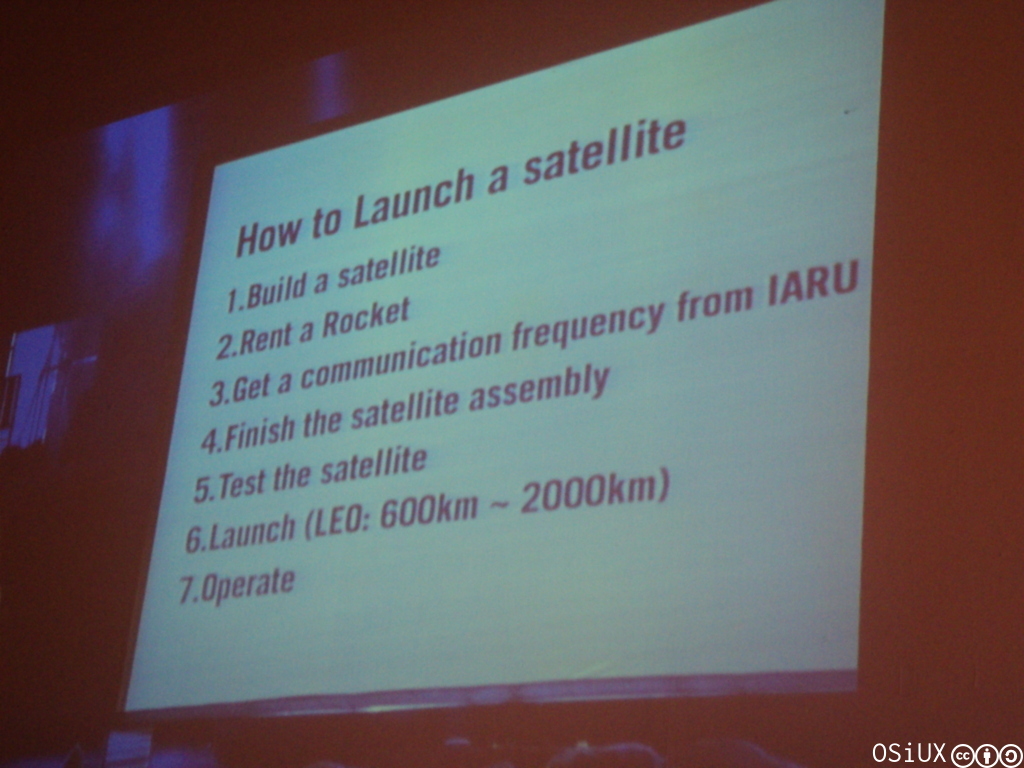 How to Launch a satellite
1.Build a satellite
2.Rent a Rocket
3.Get a communication frequency from IARU
4.Finish the satellite assembly
5.Test the satellite
6.Launch (LEO: 600km ~ 2000km)
7.Operate
OSiUX